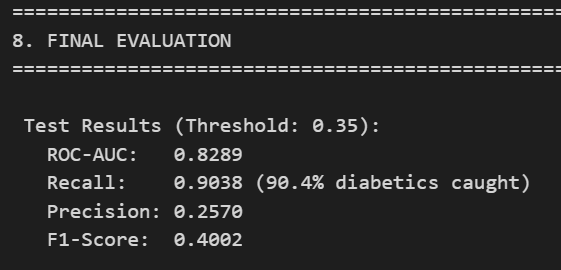 ================================================
8. FINAL EVALUATION
================================================
Test Results (Threshold: 0.35):
ROC-AUC: 0.8289
Recall: 0.9038 (90.4% diabetics caught)
Precision: 0.2570
F1-Score: 0.4002